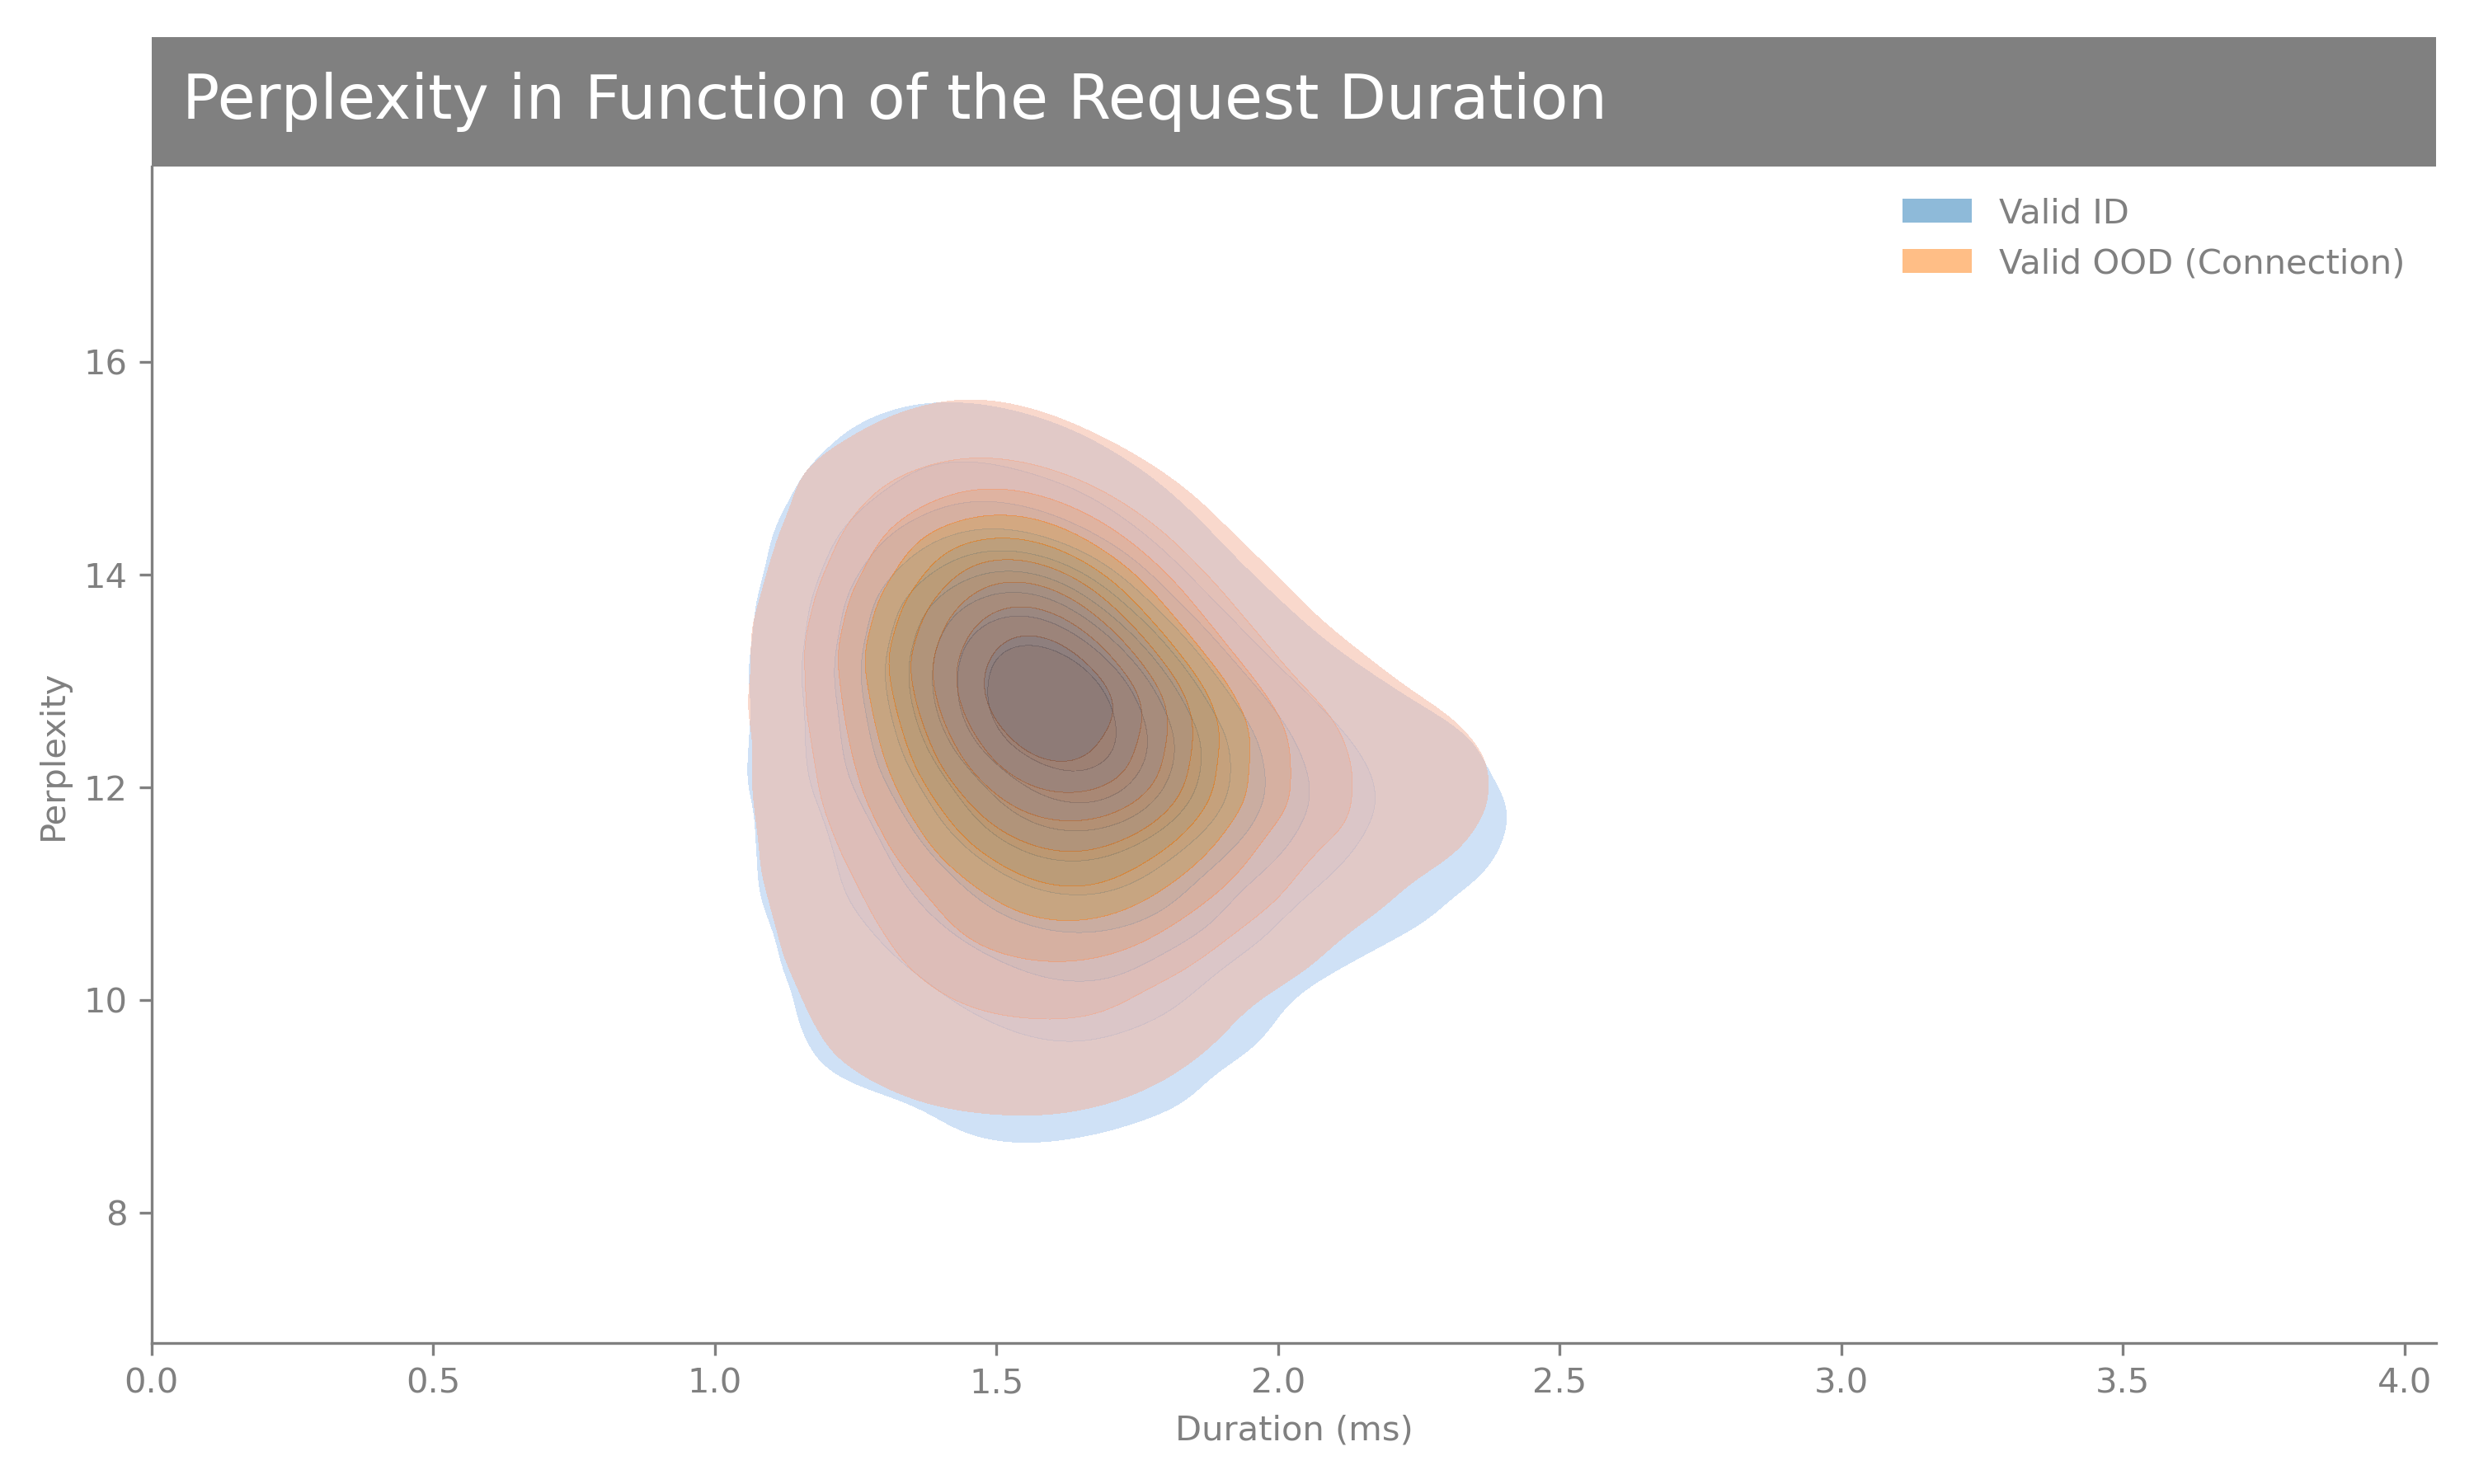 Perplexity in Function of the Request Duration
Valid ID
Valid OOD (Connection)
16
14
12
10
8
Perplexity
0.0 0.5 1.0 1.5 2.0 2.5 3.0 3.5 4.0
Duration (ms)